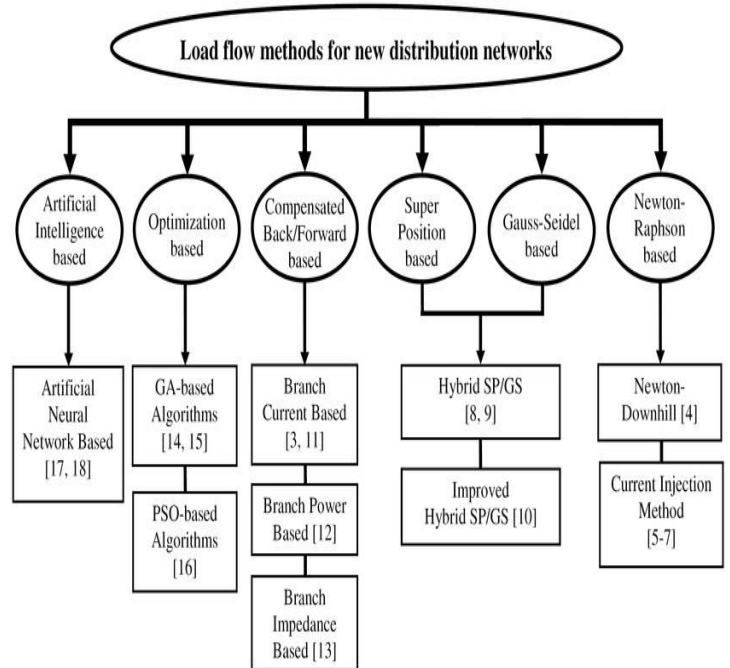 Load flow methods for new distribution networks
Artificial
Intelligence
based
Optimization
based
Compensated
Back/Forward
based
Super
Position
based
Gauss-Seidel
based
Newton-
Raphson
based
Artificial
Neural
Network Based
[17, 18]
GA-based
Algorithms
[14, 15]
PSO-based
Algorithms
[16]
Branch
Current Based
[3, 11]
Branch Power
Based [12]
Branch
Impedance
Based [13]
Hybrid SP/GS
[8, 9]
Improved
Hybrid SP/GS [10]
Newton-
Downhill [4]
Current Injection
Method
[5-7]